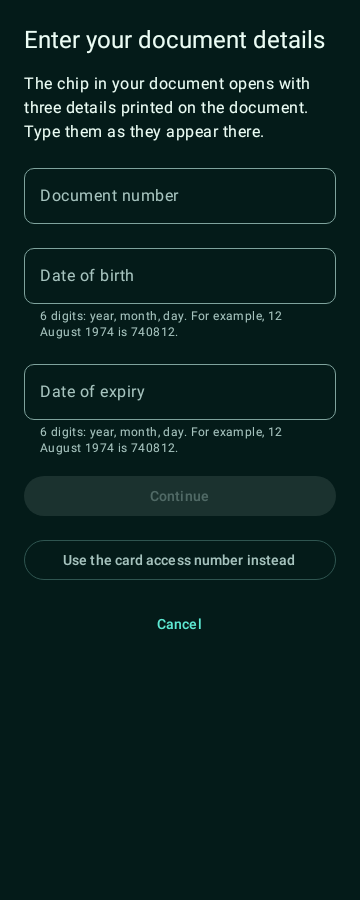 Enter your document details
The chip in your document opens with
three details printed on the document.
Type them as they appear there.
Document number
Date of birth
6 digits: year, month, day. For example, 12
August 1974 is 740812.
Date of expiry
6 digits: year, month, day. For example, 12
August 1974 is 740812.
Continue
Use the card access number instead
Cancel